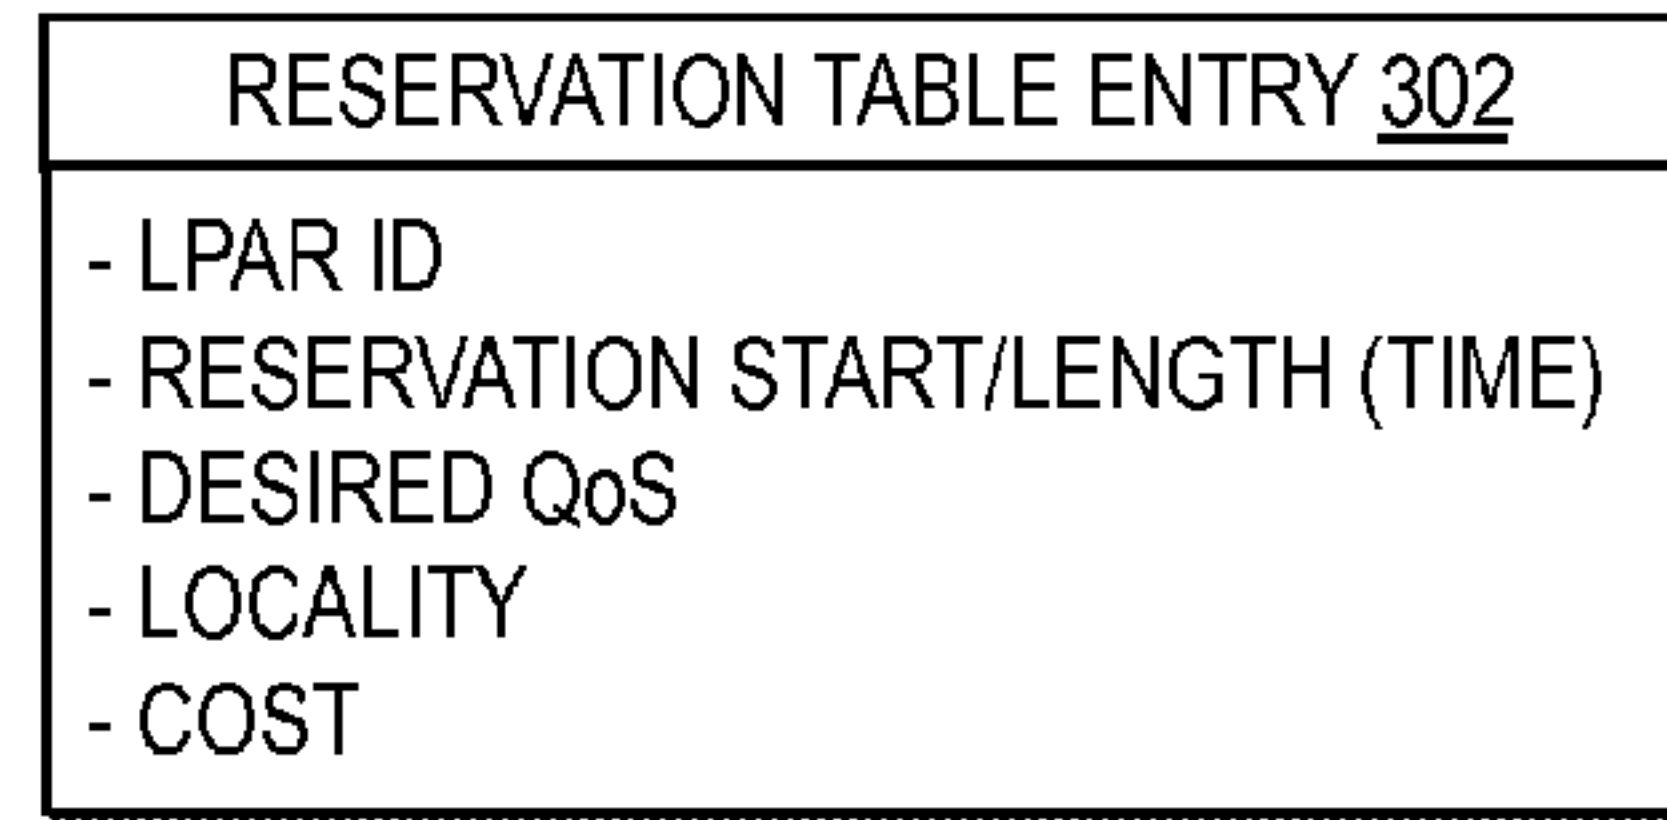 RESERVATION TABLE ENTRY 302
- LPAR ID
- RESERVATION START/LENGTH (TIME)
- DESIRED QoS
- LOCALITY
- COST